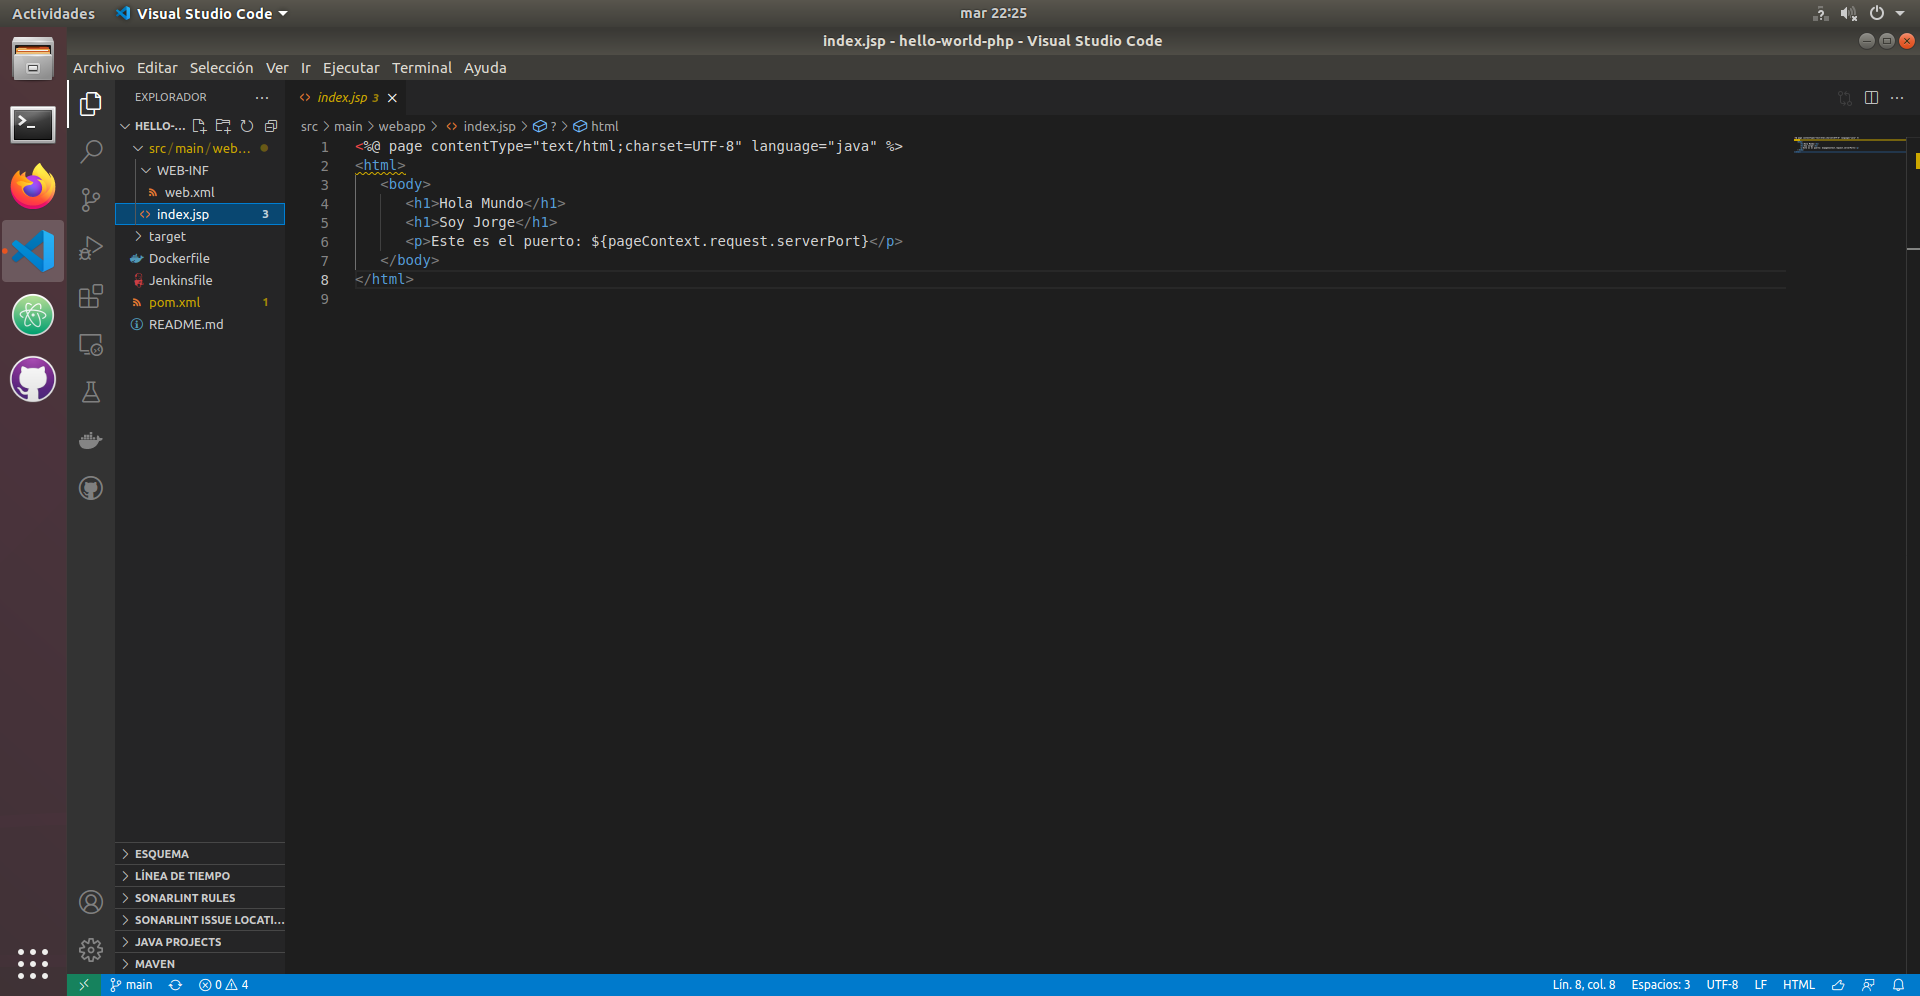 Actividades
Visual Studio Code
mar 22:25
index.jsp - hello-world-php - Visual Studio Code
Archivo Editar Selección Ver Ir Ejecutar Terminal Ayuda
EXPLORADOR
HELLO-...
src/main/web...
WEB-INF
web.xml
index.jsp 3
target
Dockerfile
Jenkinsfile
pom.xml 1
README.md
ESQUEMA
LÍNEA DE TIEMPO
SONARLINT RULES
SONARLINT ISSUE LOCATI...
JAVA PROJECTS
MAVEN
index.jsp 3
src > main > webapp > index.jsp > ? > html
1 <%@ page contentType="text/html;charset=UTF-8" language="java" %>
2 <html>
3 <body>
4 <h1>Hola Mundo</h1>
5 <h1>Soy Jorge</h1>
6 <p>Este es el puerto: ${pageContext.request.serverPort}</p>
7 </body>
8 </html>
9
main 0 4
Lín. 8, col. 8 Espacios: 3 UTF-8 LF HTML